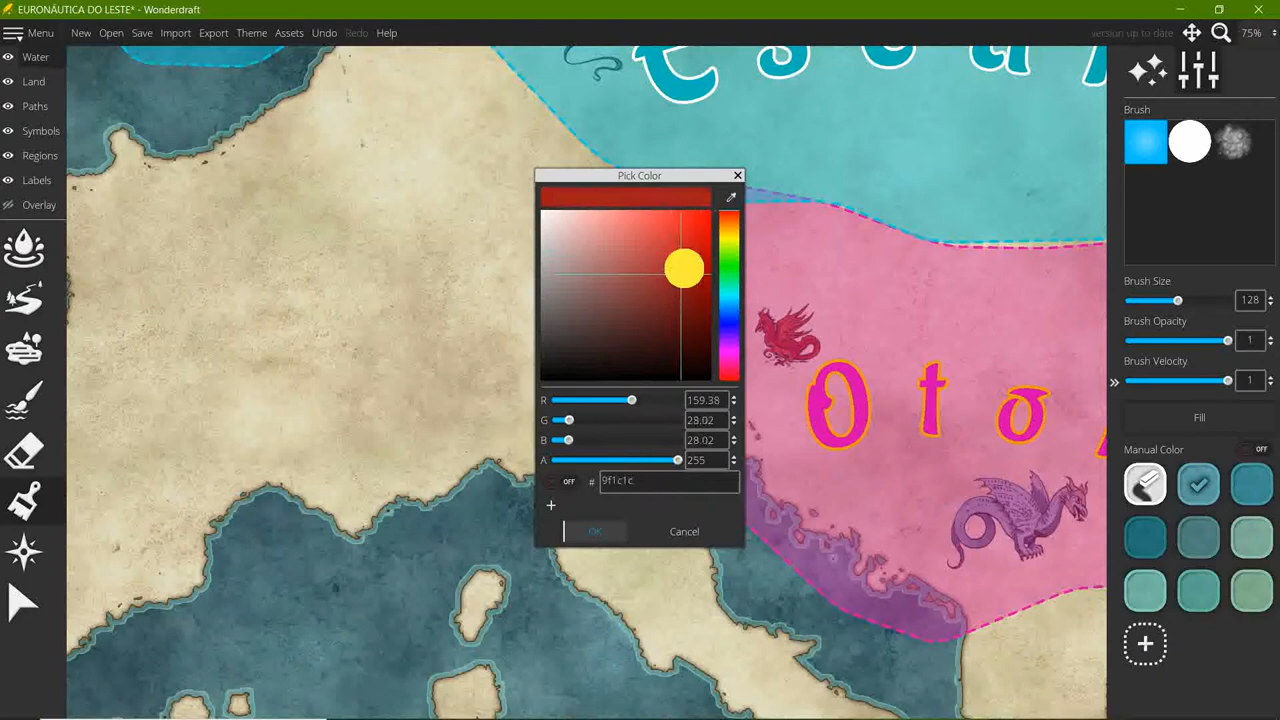 EURONÁUTICA DO LESTE* - Wonderdraft
Menu New Open Save Import Export Theme Assets Undo Redo Help version up to date 75%
Water
Land
Paths
Symbols
Regions
Labels
Overlay
Pick Color
R 159.38
G 28.02
B 28.02
A 255
OFF # 9f1c1c
+
OK Cancel
O t o
Brush
Brush Size
128
Brush Opacity
1
Brush Velocity
1
Fill
Manual Color OFF